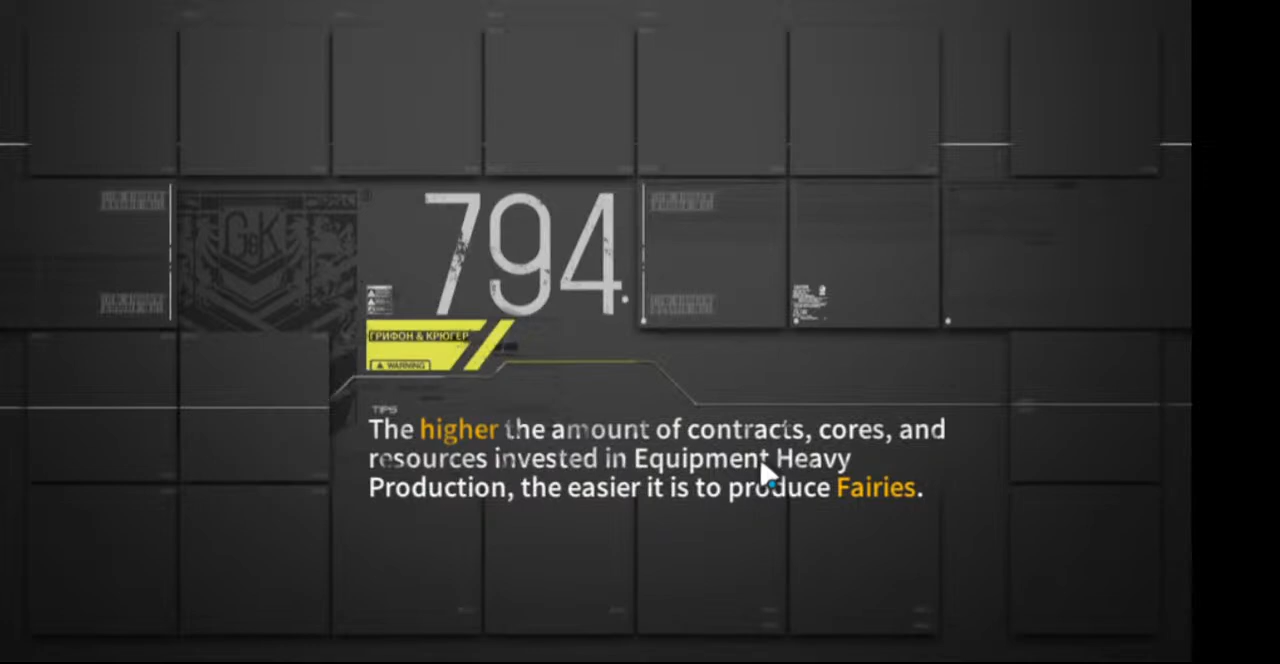 G&K
794.
ГРИФОН & КРЮГЕР
WARNING
TIPS
The higher the amount of contracts, cores, and
resources invested in Equipment Heavy
Production, the easier it is to produce Fairies.